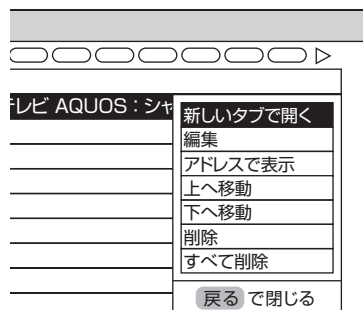 テレビ AQUOS：シャ
新しいタブで開く
編集
アドレスで表示
上へ移動
下へ移動
削除
すべて削除
戻る で閉じる